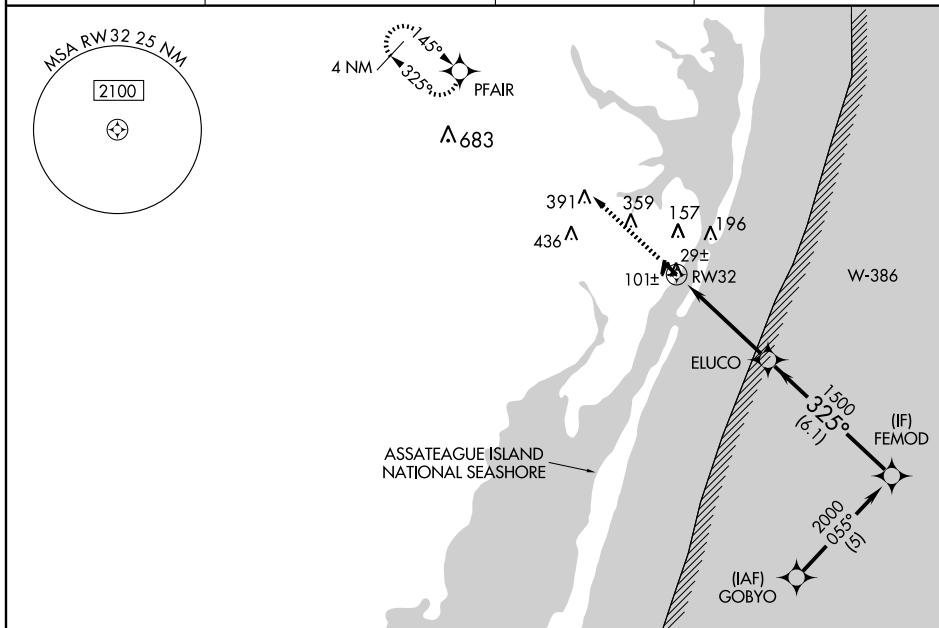 MSA RW32 25 NM
2100
4 NM
145°
325°
PFAIR
683
391
359
157
196
436
29±
101±
RW32
W-386
ELUCO
1500
325°
(6.1)
(IF)
FEMOD
ASSATEAGUE ISLAND
NATIONAL SEASHORE
2000
055°
(5)
(IAF)
GOBYO